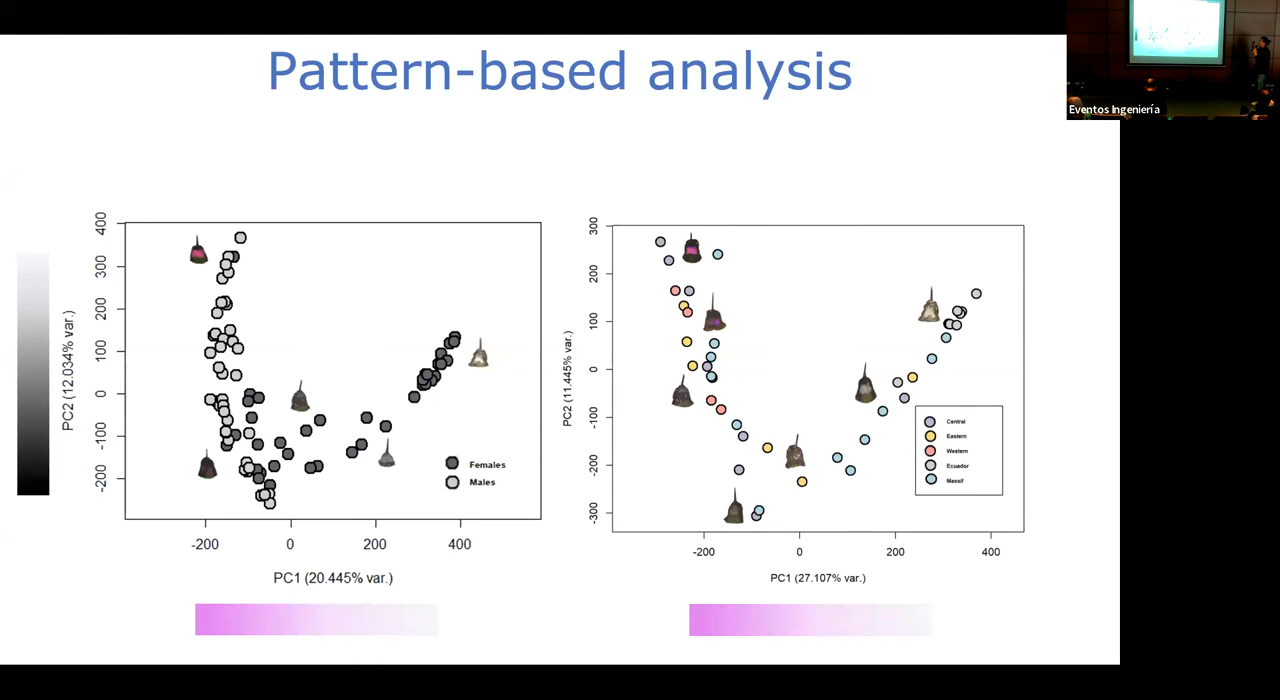 Pattern-based analysis
Eventos Ingeniería
400
300
200
100
0
-100
-200
PC2 (12.034% var.)
-200
0
200
400
PC1 (20.445% var.)
Females
Males
300
200
100
0
-100
-200
-300
PC2 (11.445% var.)
-200
0
200
400
PC1 (27.107% var.)
Central
Eastern
Western
Ecuador
Massif